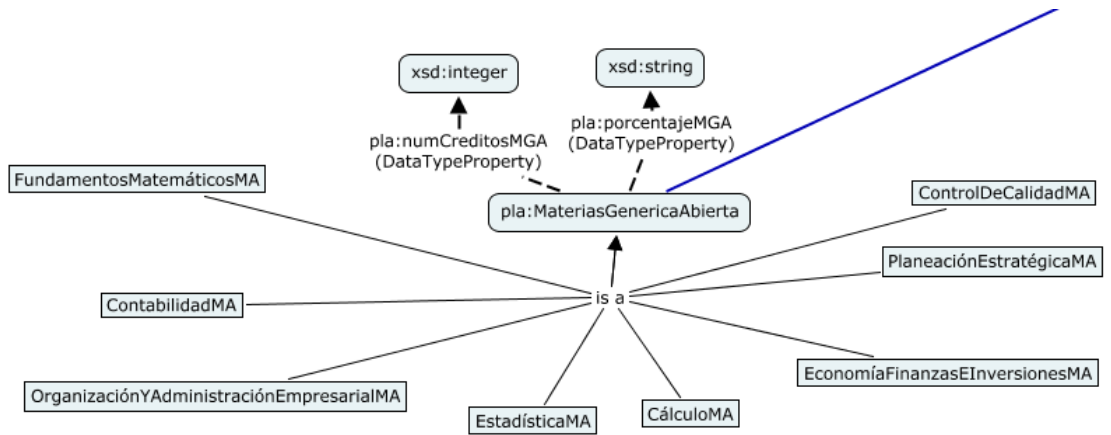 xsd:integer
xsd:string
pla:numCreditosMGA
(DataTypeProperty)
pla:porcentajeMGA
(DataTypeProperty)
FundamentosMatemáticosMA
pla:MateriasGenericaAbierta
ControlDeCalidadMA
PlaneaciónEstratégicaMA
ContabilidadMA
is a
OrganizaciónYAdministraciónEmpresarialMA
EstadísticaMA
CálculoMA
EconomíaFinanzasEInversionesMA